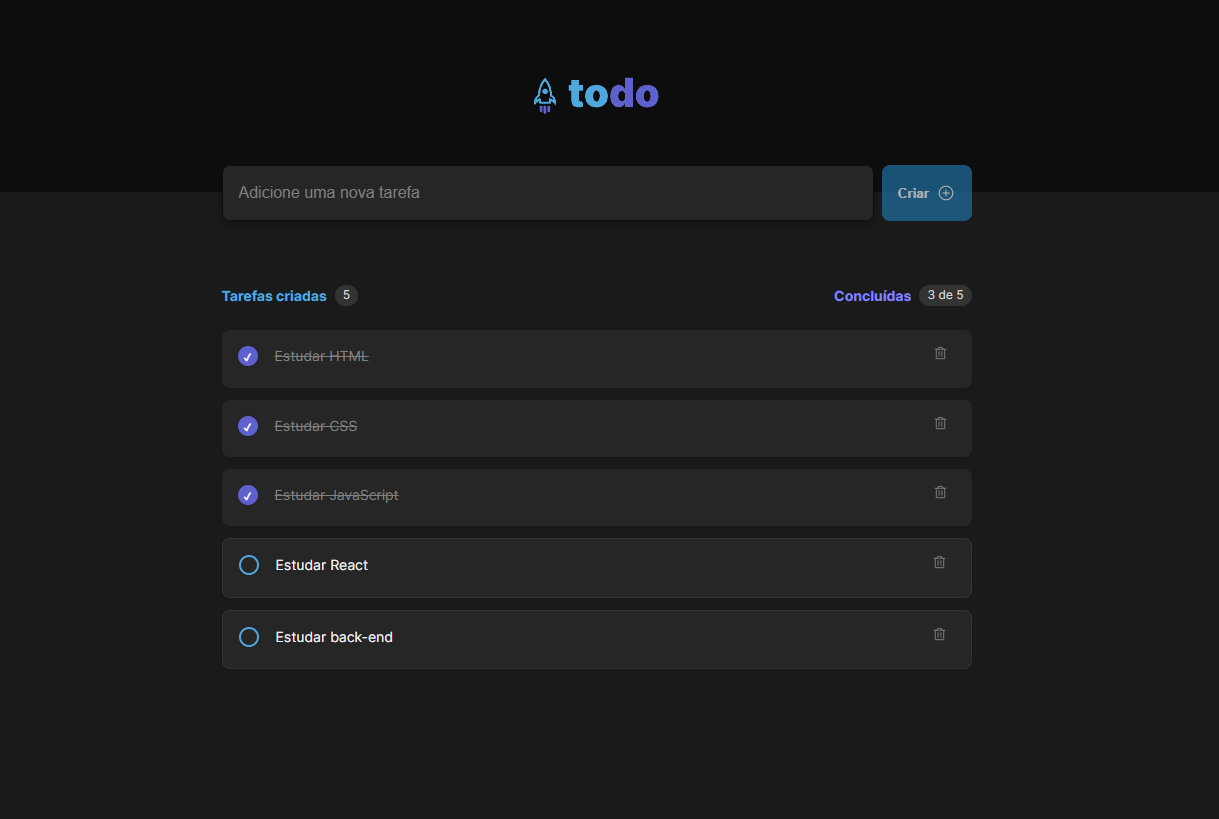 todo
Adicione uma nova tarefa
Criar
Tarefas criadas 5
Concluídas 3 de 5
Estudar HTML
Estudar CSS
Estudar JavaScript
Estudar React
Estudar back-end